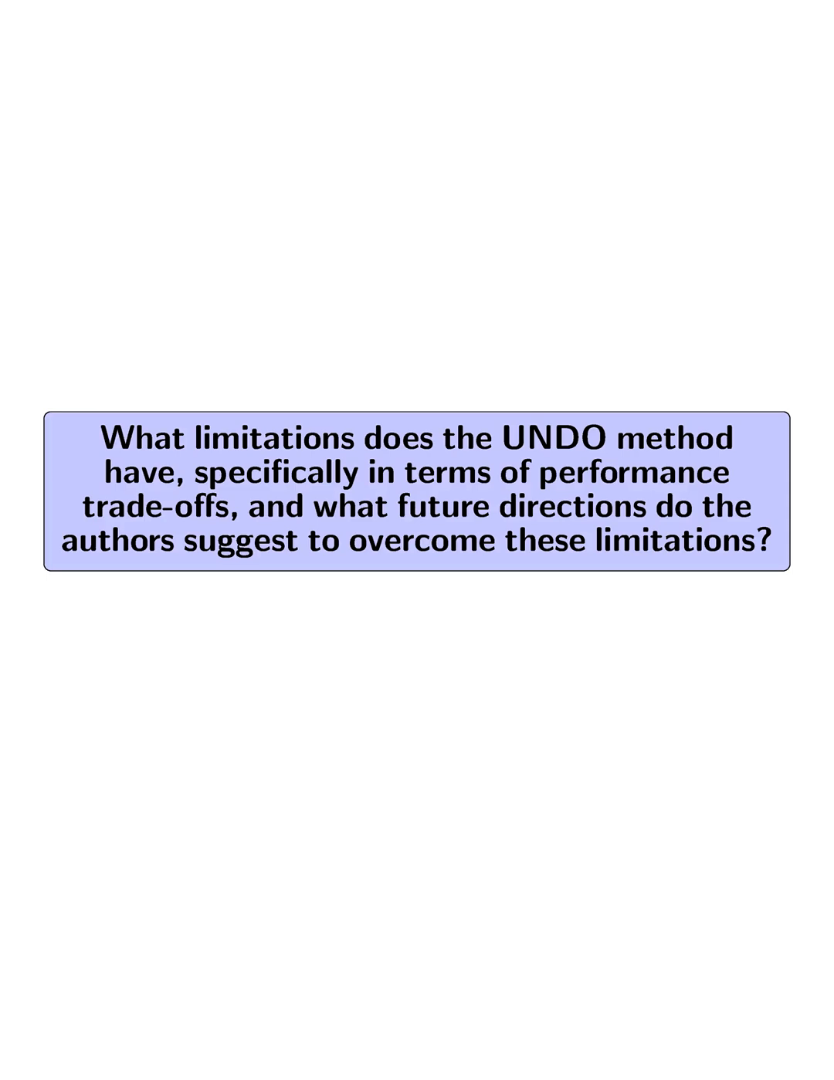 What limitations does the UNDO method
have, specifically in terms of performance
trade-offs, and what future directions do the
authors suggest to overcome these limitations?